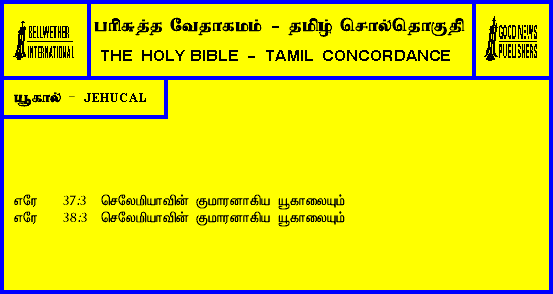 BELLWETHER
INTERNATIONAL
பரிசுத்த வேதாகமம் - தமிழ் சொல்தொகுதி
THE HOLY BIBLE - TAMIL CONCORDANCE
GOOD NEWS
PUBLISHERS
யூகால் - JEHUCAL
எரே 37:3 செலேமியாவின் குமாரனாகிய யூகாலையும்
எரே 38:3 செலேமியாவின் குமாரனாகிய யூகாலையும்